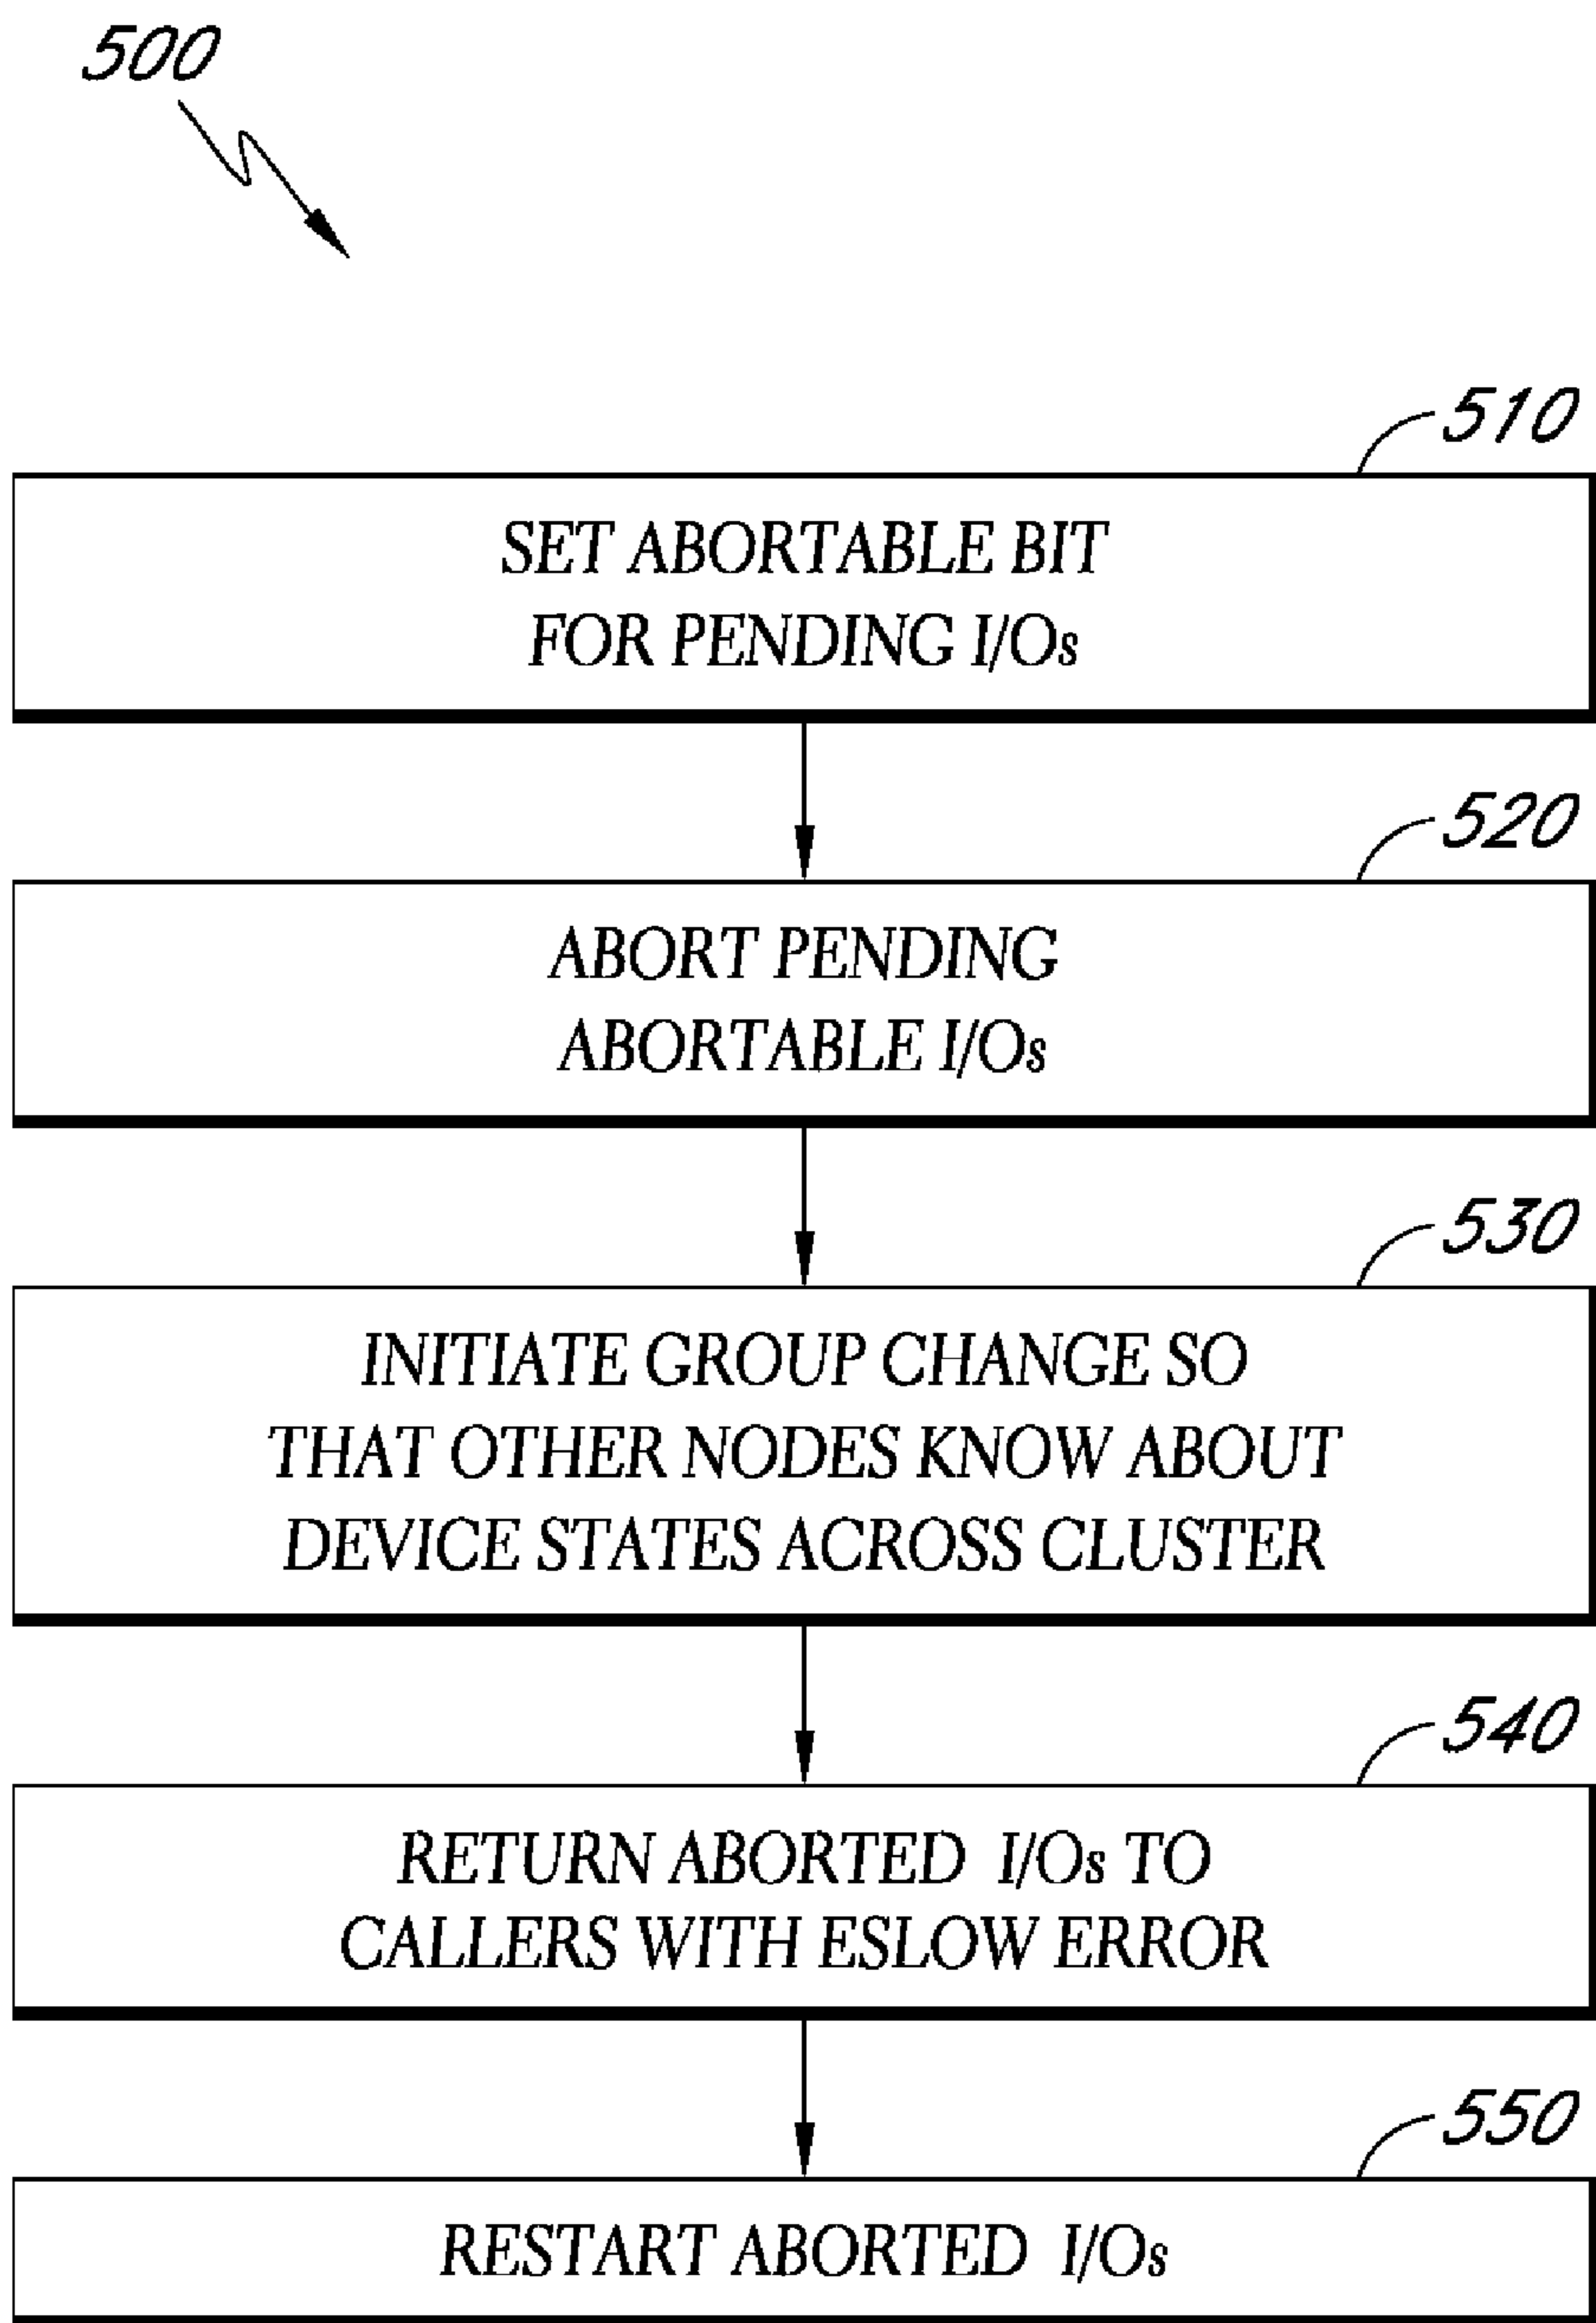 500
510
SET ABORTABLE BIT
FOR PENDING I/Os
520
ABORT PENDING
ABORTABLE I/Os
530
INITIATE GROUP CHANGE SO
THAT OTHER NODES KNOW ABOUT
DEVICE STATES ACROSS CLUSTER
540
RETURN ABORTED I/Os TO
CALLERS WITH ESLOW ERROR
550
RESTART ABORTED I/Os